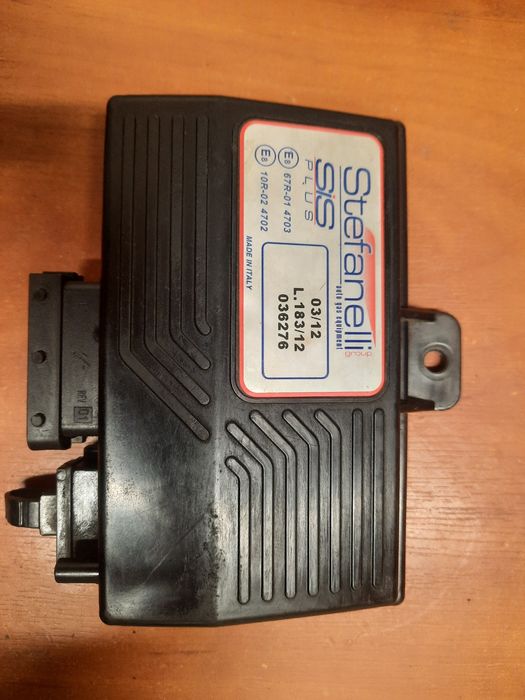 Stefanelli
group
auto gas equipment
SiS
PLUS
E8 67R-01 4703
E8 10R-02 4702
03/12
L.183/12
036276
MADE IN ITALY
01